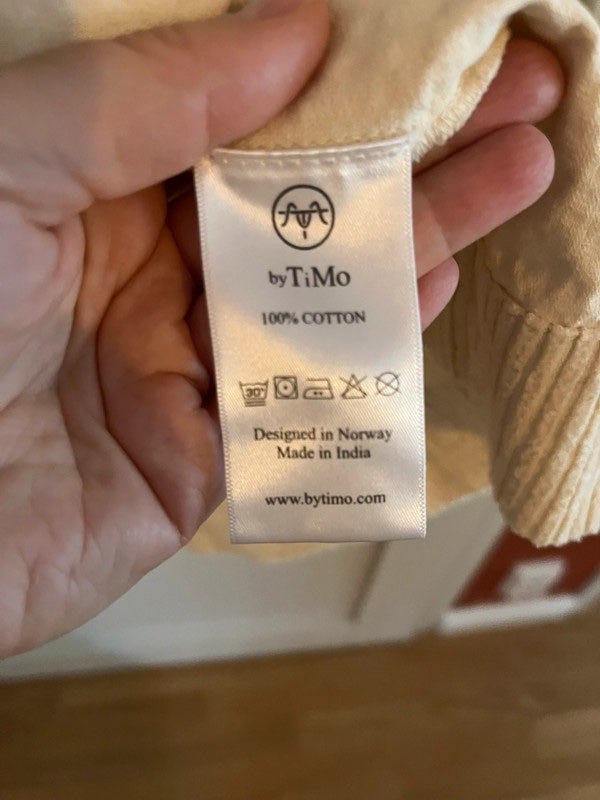 byTiMo
100% COTTON
30°
Designed in Norway
Made in India
www.bytimo.com